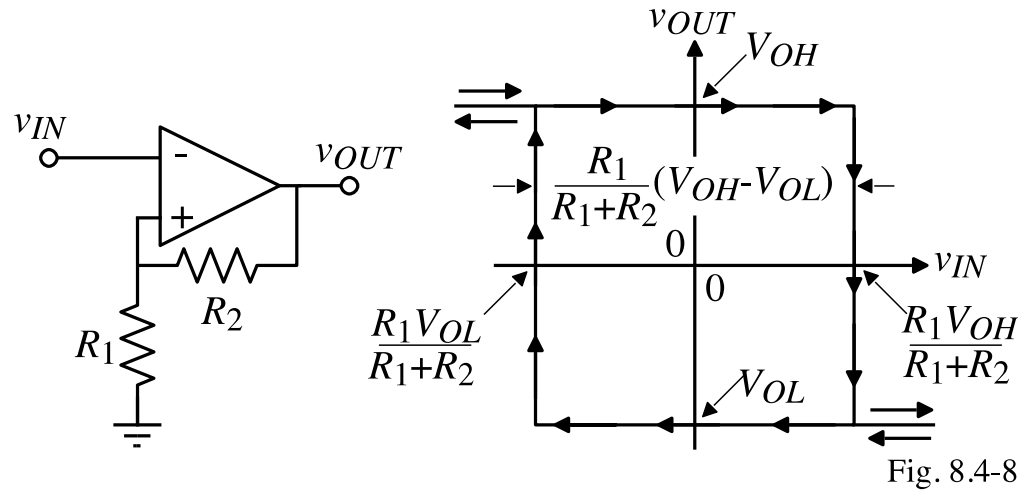 v_IN
-
+
v_OUT
R_2
R_1
v_OUT
V_OH
R_1
R_1+R_2
(V_OH-V_OL)
0
0
v_IN
R_1V_OL
R_1+R_2
R_1V_OH
R_1+R_2
V_OL
Fig. 8.4-8